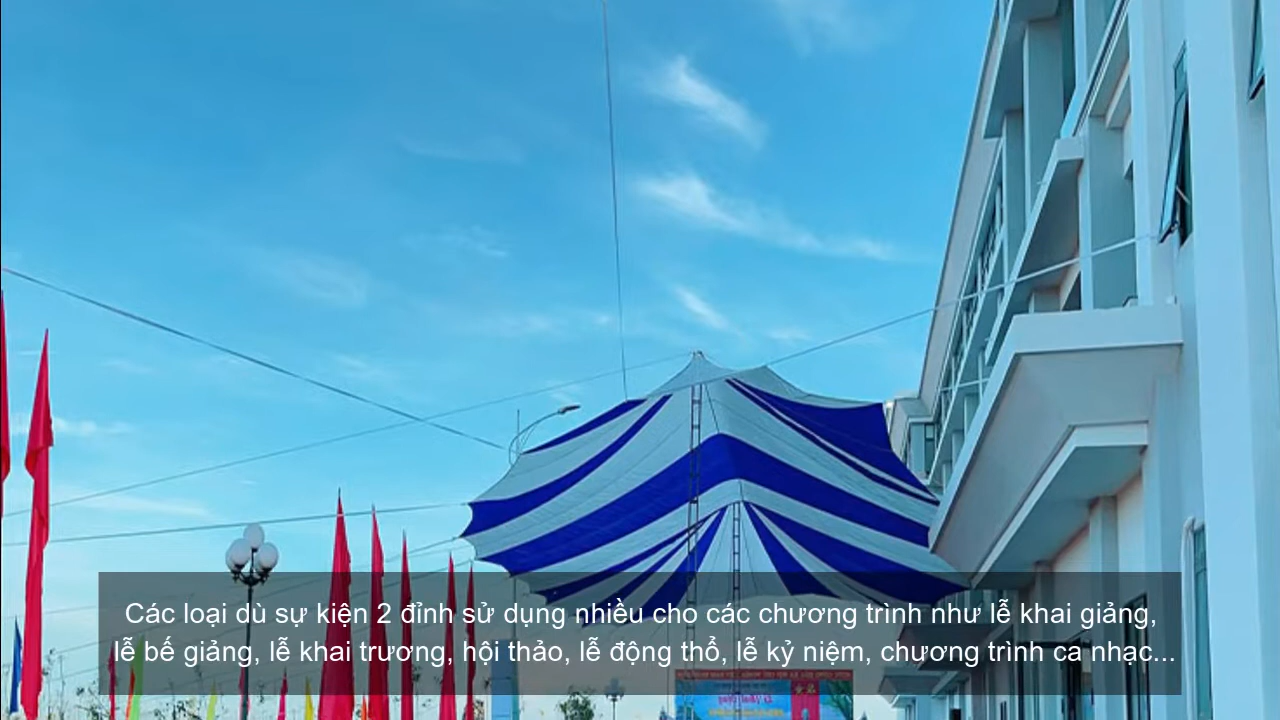 Các loại dù sự kiện 2 đỉnh sử dụng nhiều cho các chương trình như lễ khai giảng,
lễ bế giảng, lễ khai trương, hội thảo, lễ động thổ, lễ kỷ niệm, chương trình ca nhạc...